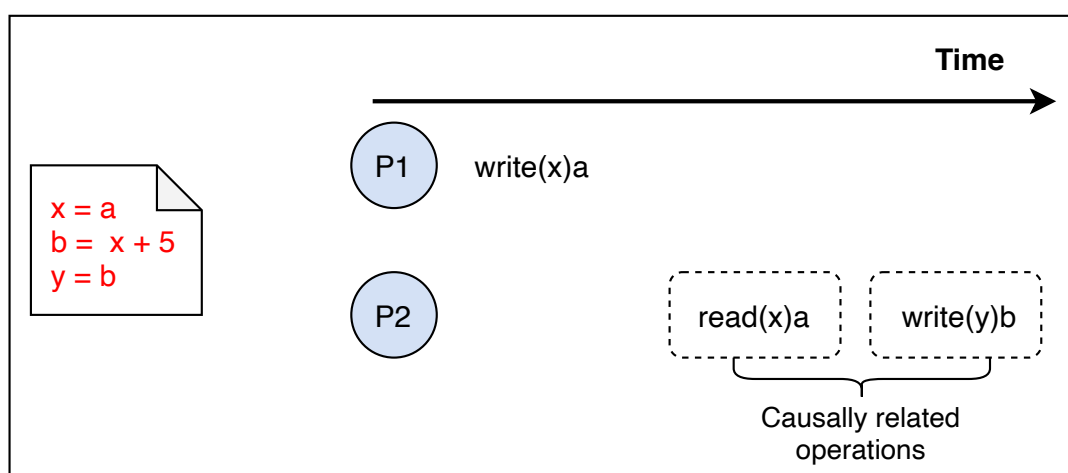 Time
P1 write(x)a
x = a
b = x + 5
y = b
P2 read(x)a write(y)b
Causally related
operations